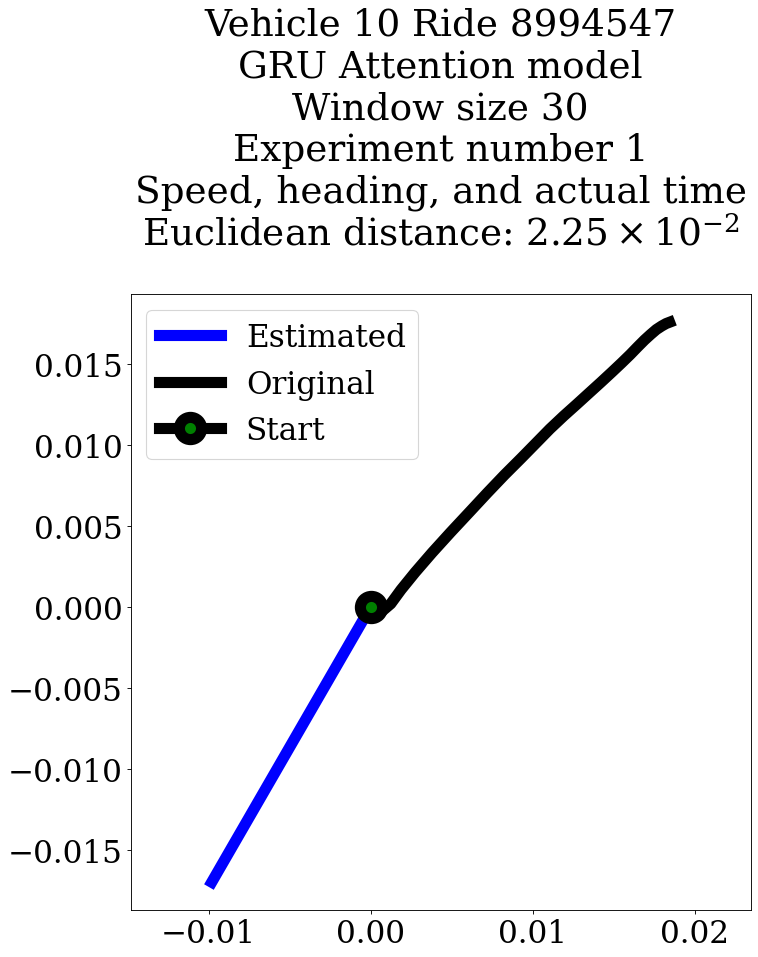 Vehicle 10 Ride 8994547
GRU Attention model
Window size 30
Experiment number 1
Speed, heading, and actual time
Euclidean distance: 2.25 × 10⁻²
Estimated
Original
Start
0.015
0.010
0.005
0.000
−0.005
−0.010
−0.015
−0.01 0.00 0.01 0.02